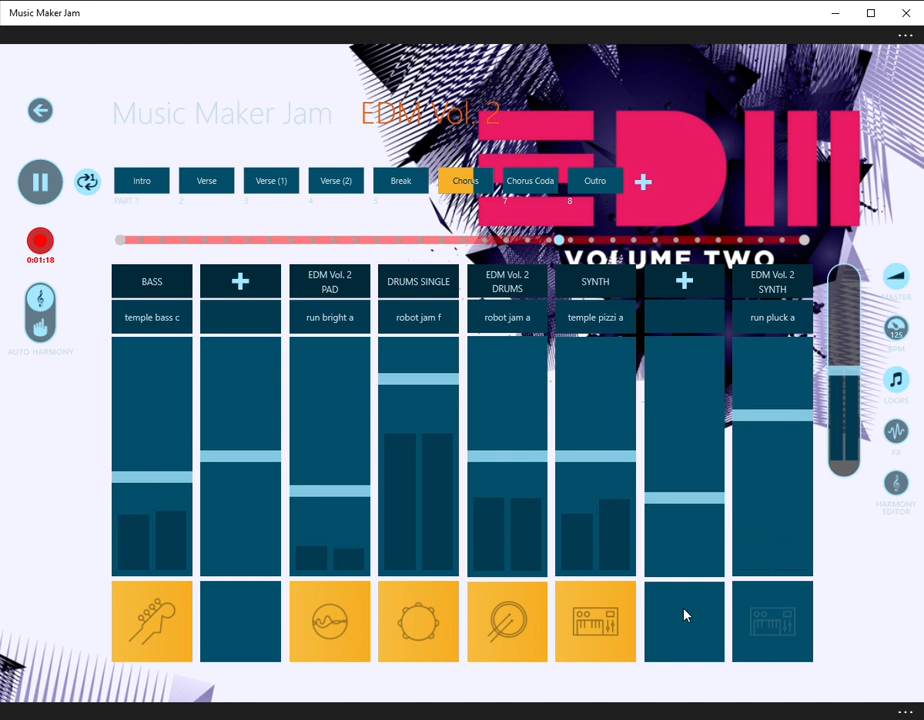 Music Maker Jam
Music Maker Jam EDM Vol. 2
EDM
VOLUME TWO
Intro Verse Verse (1) Verse (2) Break Chorus Chorus Coda Outro
PART 1 2 3 4 5 7 8
0:01:18
AUTO HARMONY
BASS
temple bass c
EDM Vol. 2
PAD
run bright a
DRUMS SINGLE
robot jam f
EDM Vol. 2
DRUMS
robot jam a
SYNTH
temple pizzi a
EDM Vol. 2
SYNTH
run pluck a
MASTER
125
BPM
LOOPS
FX
HARMONY
EDITOR